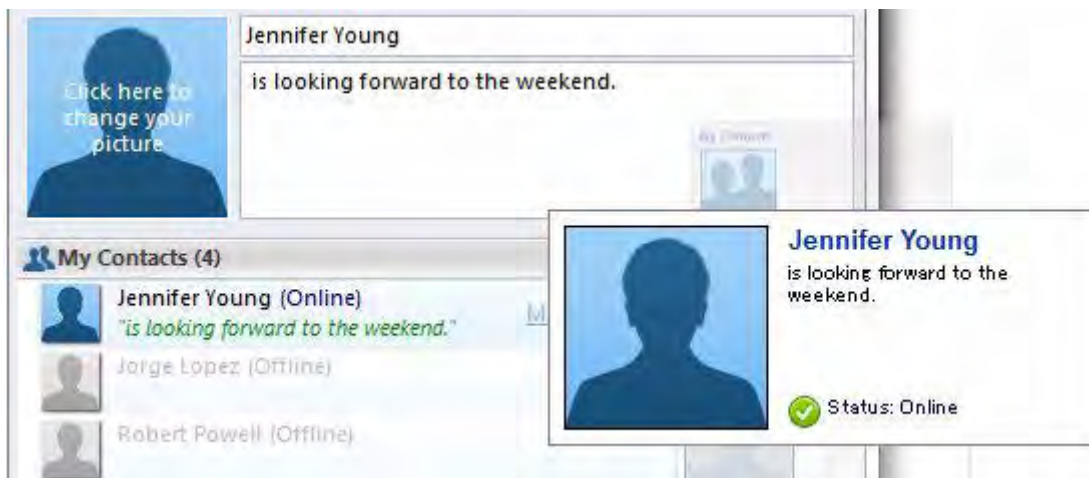 Jennifer Young
is looking forward to the weekend.
Click here to
change your
picture
My Contacts
My Contacts (4)
Jennifer Young (Online)
"is looking forward to the weekend."
Jorge Lopez (Offline)
Robert Powell (Offline)
Jennifer Young
is looking forward to the
weekend.
Status: Online